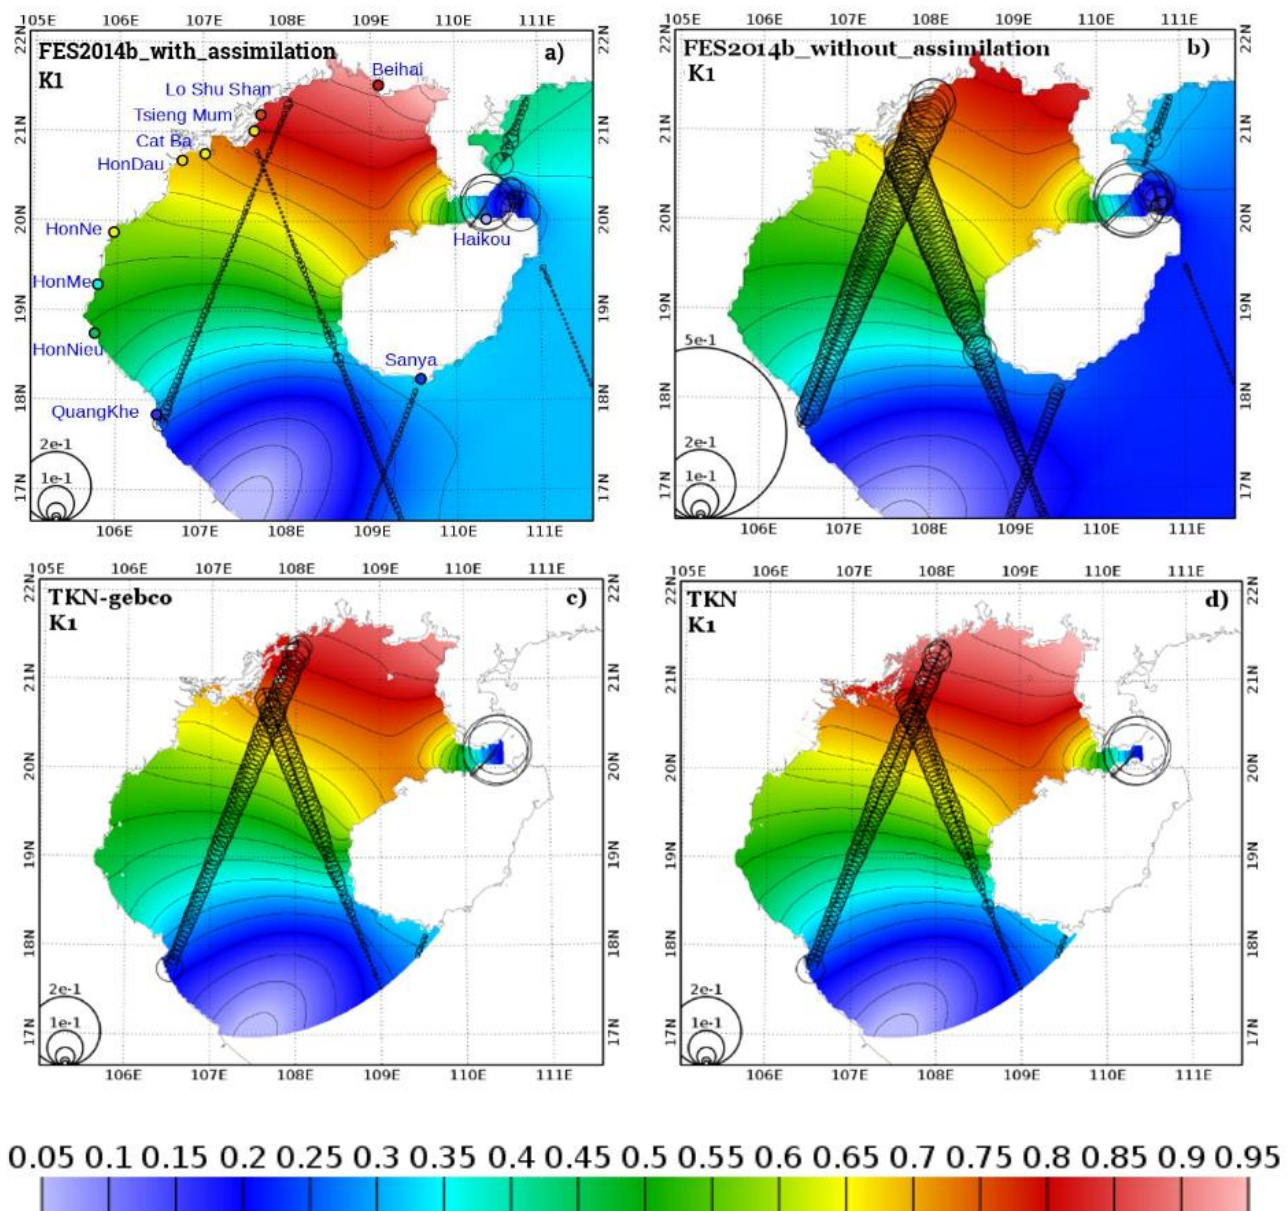 105E 107E 108E 109E 110E 111E
22N
FES2014b_with_assimilation a)
K1
Beihai
Lo Shu Shan
Tsieng Mum
Cat Ba
HonDau
21N
20N
HonNe
Haikou
HonMe
19N
HonNieu
Sanya
18N
QuangKhe
2e-1
1e-1
17N
106E 107E 108E 109E 110E 111E
105E 107E 108E 109E 110E 111E
22N
FES2014b_without_assimilation b)
K1
21N
20N
19N
5e-1
18N
2e-1
1e-1
17N
106E 107E 108E 109E 110E 111E
105E 107E 108E 109E 110E 111E
22N
TKN-gebco c)
K1
21N
20N
19N
18N
2e-1
1e-1
17N
106E 107E 108E 109E 110E 111E
105E 107E 108E 109E 110E 111E
22N
TKN d)
K1
21N
20N
19N
18N
2e-1
1e-1
17N
106E 107E 108E 109E 110E 111E
0.05 0.1 0.15 0.2 0.25 0.3 0.35 0.4 0.45 0.5 0.55 0.6 0.65 0.7 0.75 0.8 0.85 0.9 0.95